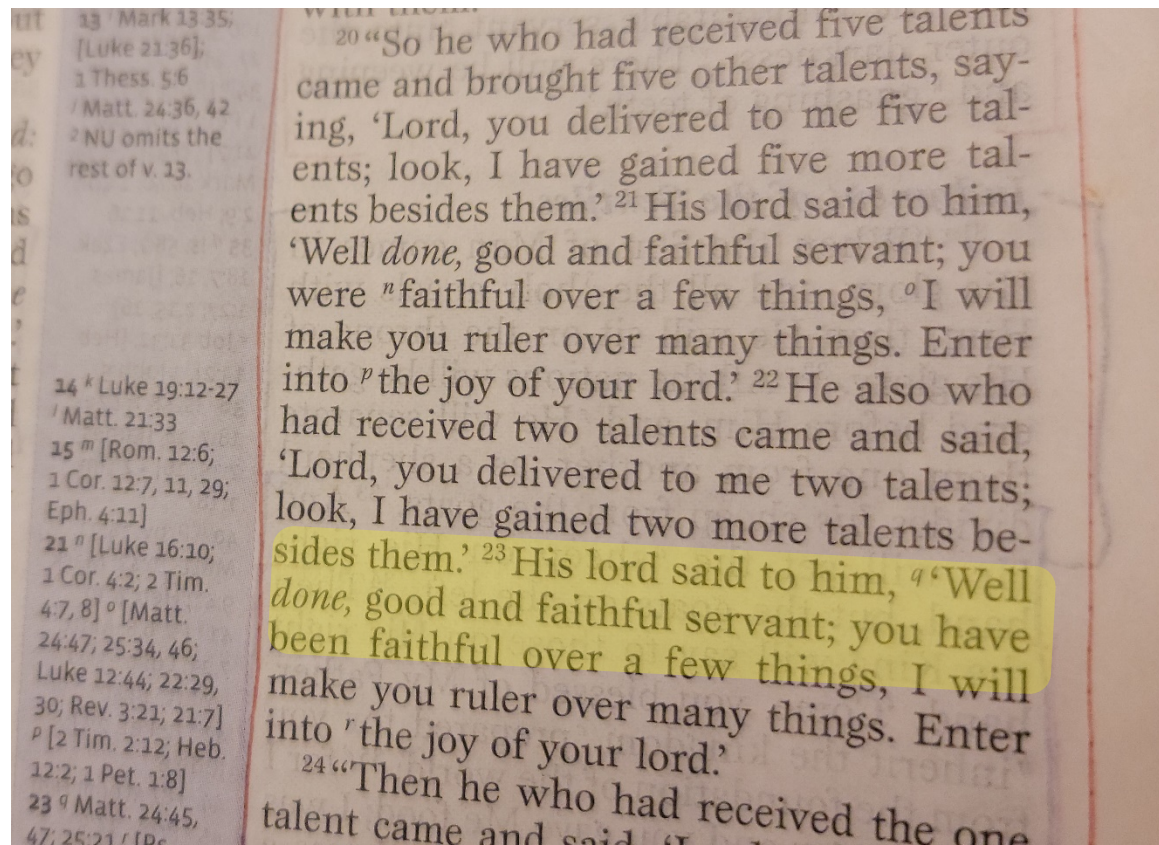 13 i Mark 13:35;
[Luke 21:36];
1 Thess. 5:6
j Matt. 24:36, 42
2 NU omits the
rest of v. 13.
14 k Luke 19:12-27
l Matt. 21:33
15 m [Rom. 12:6;
1 Cor. 12:7, 11, 29;
Eph. 4:11]
21 n [Luke 16:10;
1 Cor. 4:2; 2 Tim.
4:7, 8] o [Matt.
24:47; 25:34, 46;
Luke 12:44; 22:29,
30; Rev. 3:21; 21:7]
p [2 Tim. 2:12; Heb.
12:2; 1 Pet. 1:8]
23 q Matt. 24:45,
47; 25:21 r [Ps.
with them.
20 “So he who had received five talents
came and brought five other talents, say-
ing, ‘Lord, you delivered to me five tal-
ents; look, I have gained five more tal-
ents besides them.’ 21 His lord said to him,
‘Well done, good and faithful servant; you
were n faithful over a few things, o I will
make you ruler over many things. Enter
into p the joy of your lord.’ 22 He also who
had received two talents came and said,
‘Lord, you delivered to me two talents;
look, I have gained two more talents be-
sides them.’ 23 His lord said to him, q ‘Well
done, good and faithful servant; you have
been faithful over a few things, I will
make you ruler over many things. Enter
into r the joy of your lord.’
24 “Then he who had received the one
talent came and said, ‘L